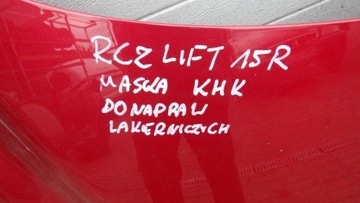 RCZ LIFT 15R
MASKA KHK
DO NAPRAW
LAKIERNICZYCH